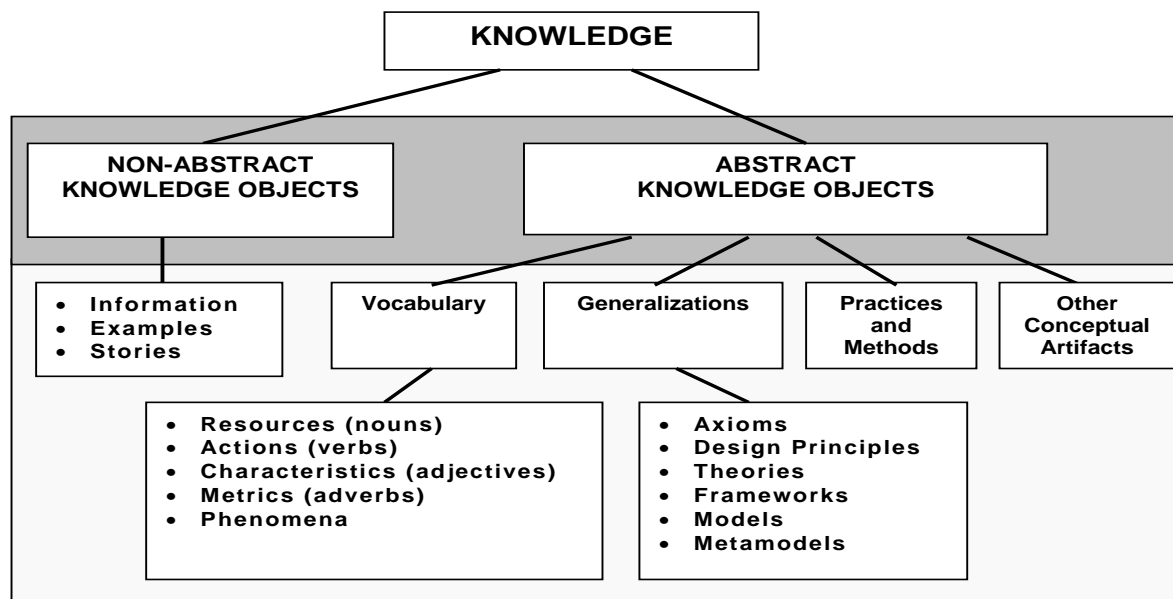 KNOWLEDGE
NON-ABSTRACT
KNOWLEDGE OBJECTS
ABSTRACT
KNOWLEDGE OBJECTS
• Information
• Examples
• Stories
Vocabulary
Generalizations
Practices
and
Methods
Other
Conceptual
Artifacts
• Resources (nouns)
• Actions (verbs)
• Characteristics (adjectives)
• Metrics (adverbs)
• Phenomena
• Axioms
• Design Principles
• Theories
• Frameworks
• Models
• Metamodels